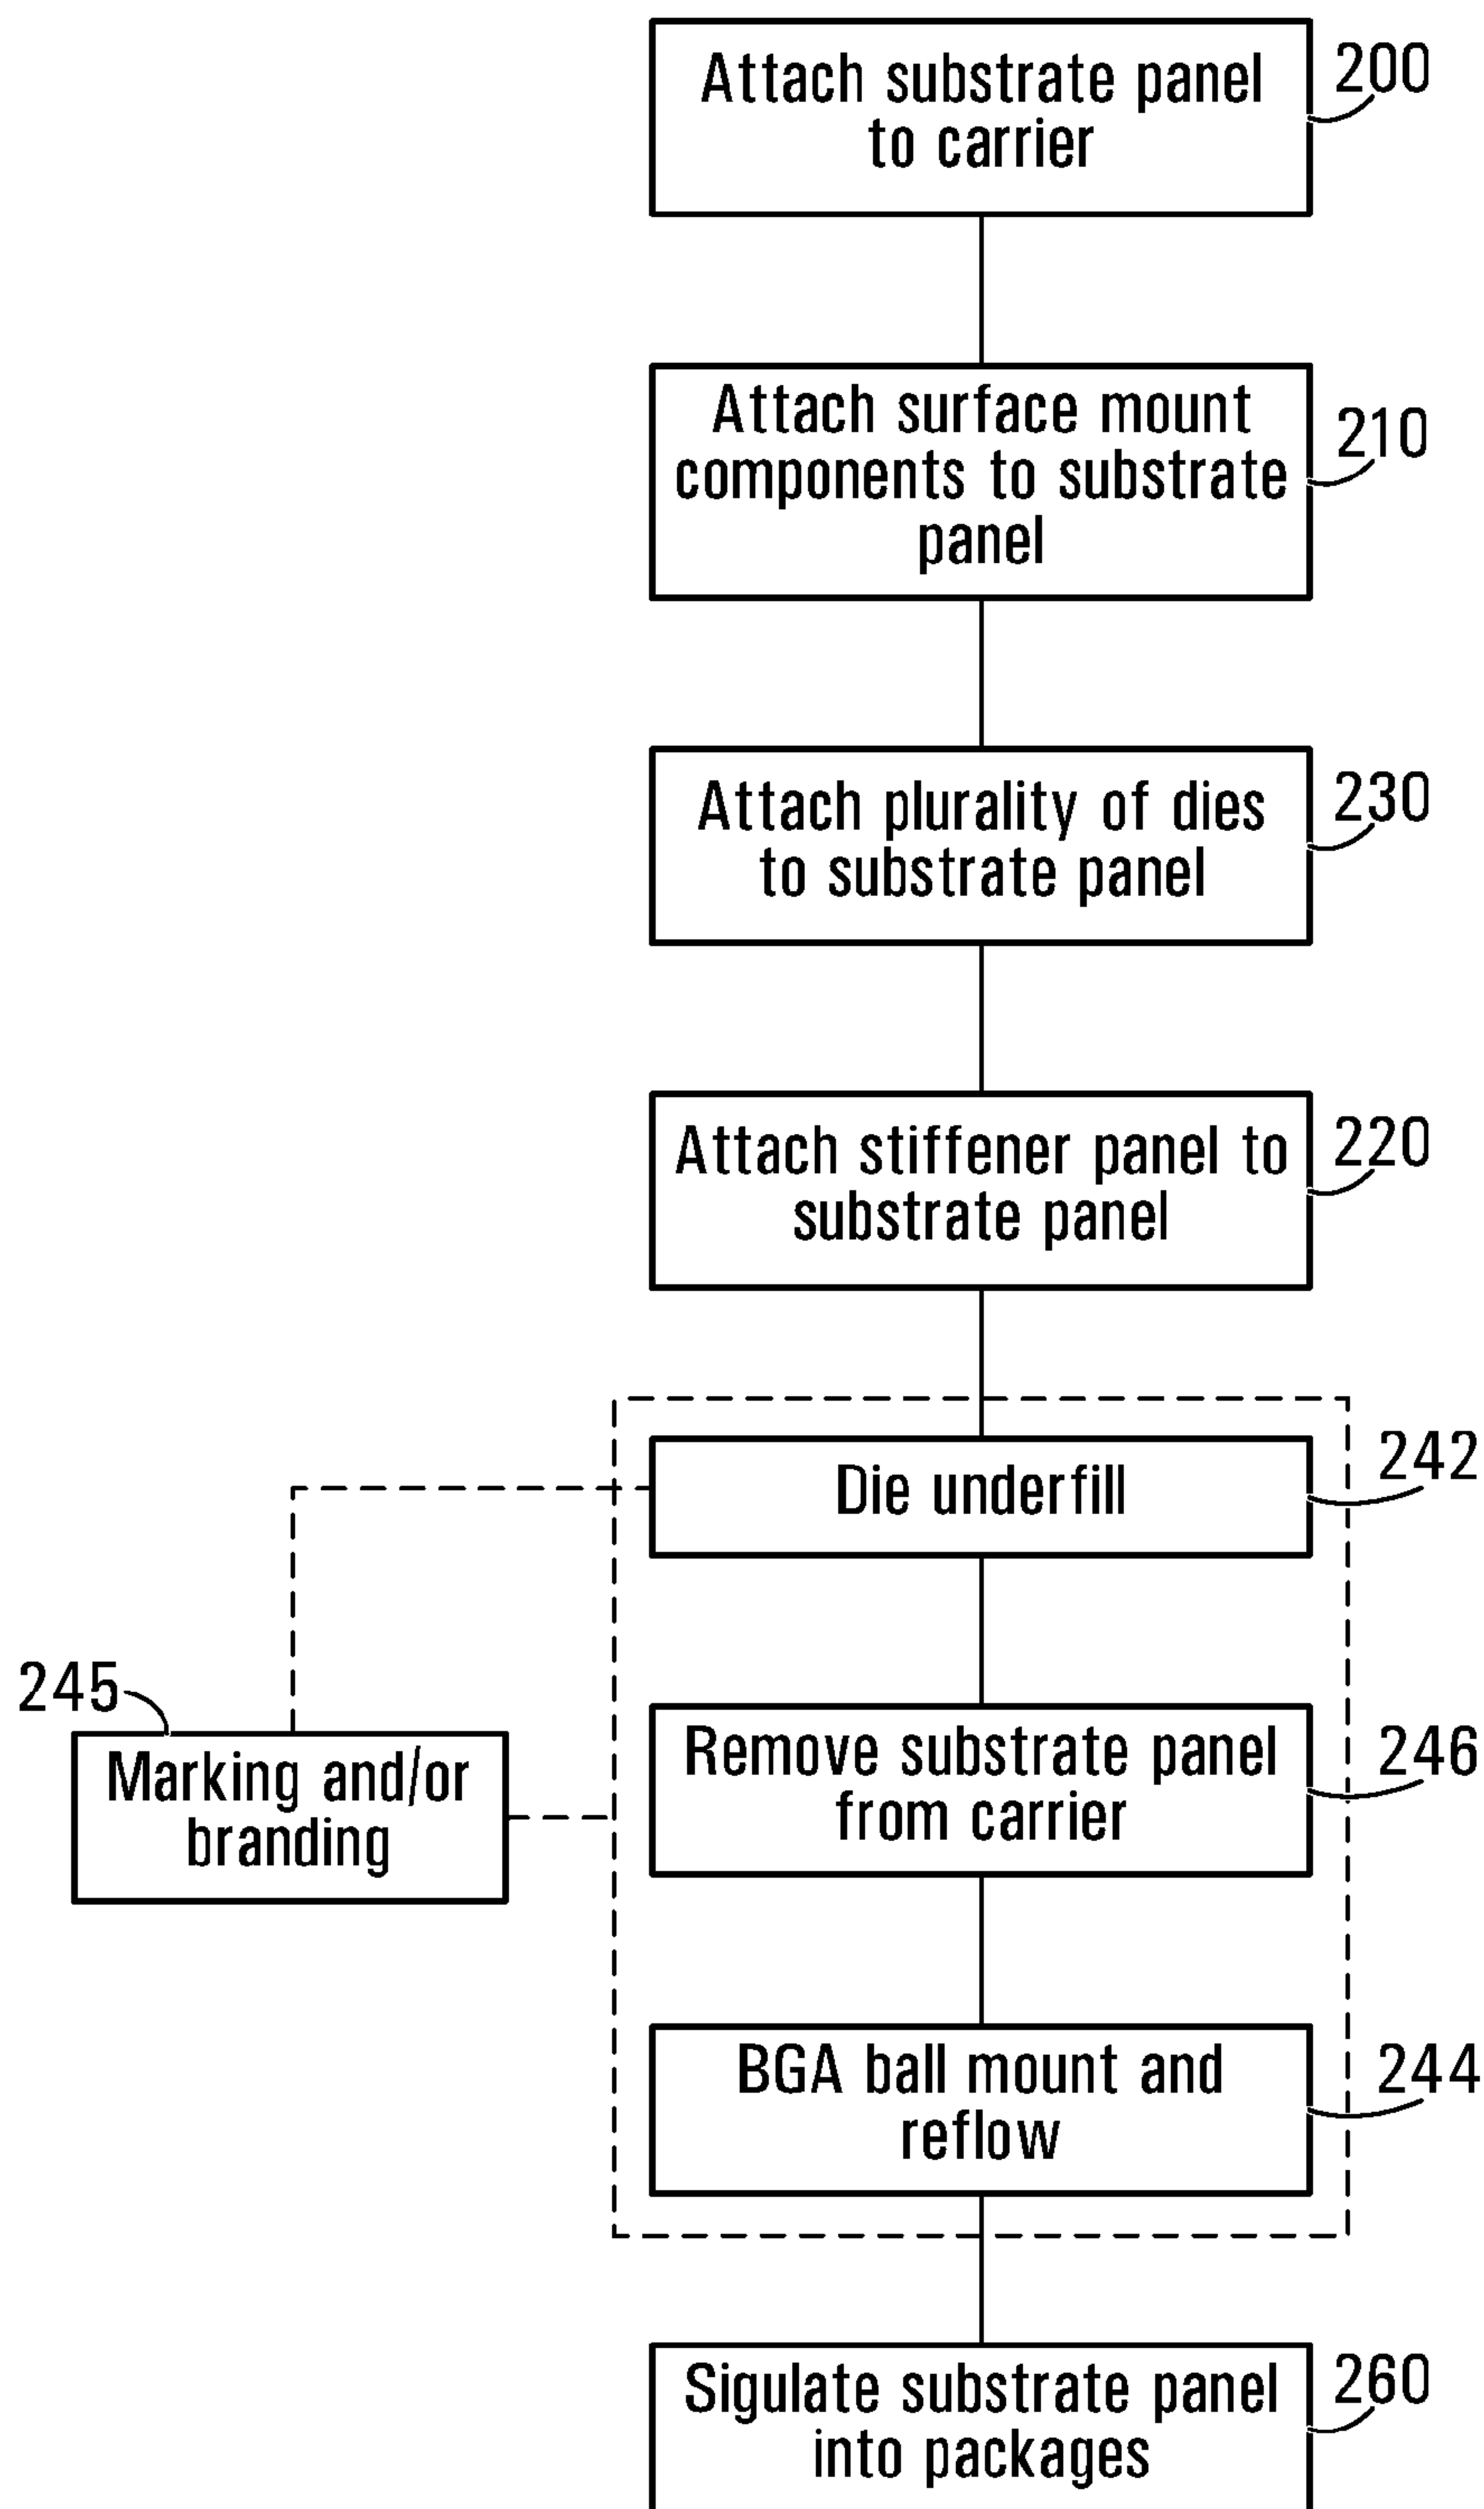 Attach substrate panel
to carrier
200
Attach surface mount
components to substrate
panel
210
Attach plurality of dies
to substrate panel
230
Attach stiffener panel to
substrate panel
220
Die underfill
242
245
Marking and/or
branding
Remove substrate panel
from carrier
246
BGA ball mount and
reflow
244
Sigulate substrate panel
into packages
260